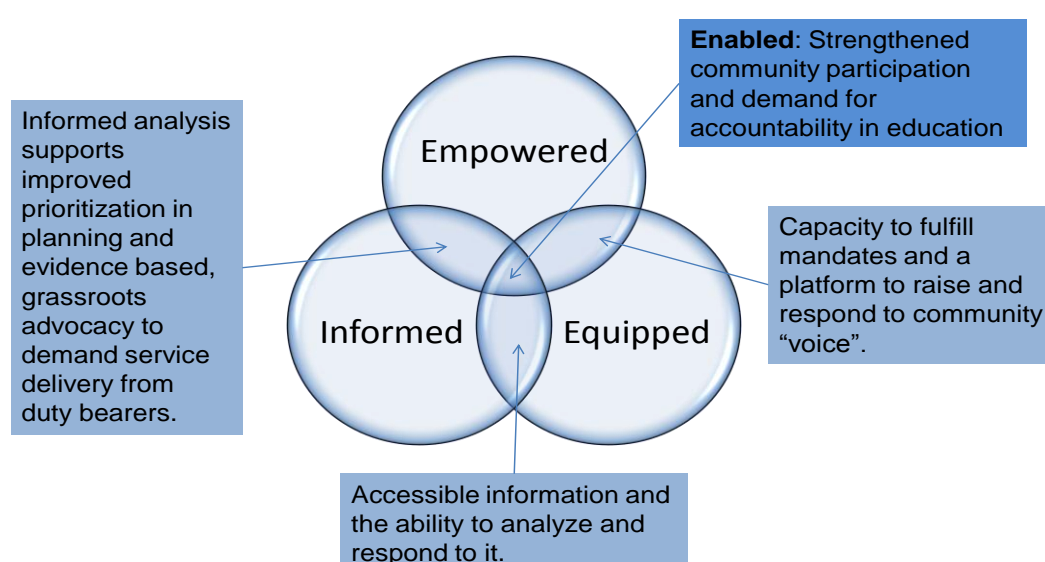 Enabled: Strengthened
community participation
and demand for
accountability in education
Informed analysis
supports
improved
prioritization in
planning and
evidence based,
grassroots
advocacy to
demand service
delivery from
duty bearers.
Empowered
Capacity to fulfill
mandates and a
platform to raise and
respond to community
“voice”.
Informed
Equipped
Accessible information and
the ability to analyze and
respond to it.